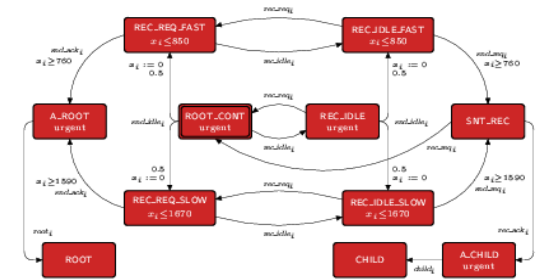 REC_REQ_FAST
x_i≤850
rec_req_i
rec_idle_i
REC_IDLE_FAST
x_i≤850
snd_ack_i
x_i≥760
x_i := 0
0.5
x_i := 0
0.5
snd_req_i
x_i≥760
A_ROOT
urgent
snd_idle_i
ROOT_CONT
urgent
rec_req_i
rec_idle_i
REC_IDLE
urgent
snd_idle_i
SNT_REC
rec_req_i
x_i≥1590
snd_ack_i
0.5
x_i := 0
0.5
x_i := 0
x_i≥1590
snd_req_i
REC_REQ_SLOW
x_i≤1670
rec_req_i
rec_idle_i
REC_IDLE_SLOW
x_i≤1670
root_i
rec_ack_i
ROOT
CHILD
child_i
A_CHILD
urgent